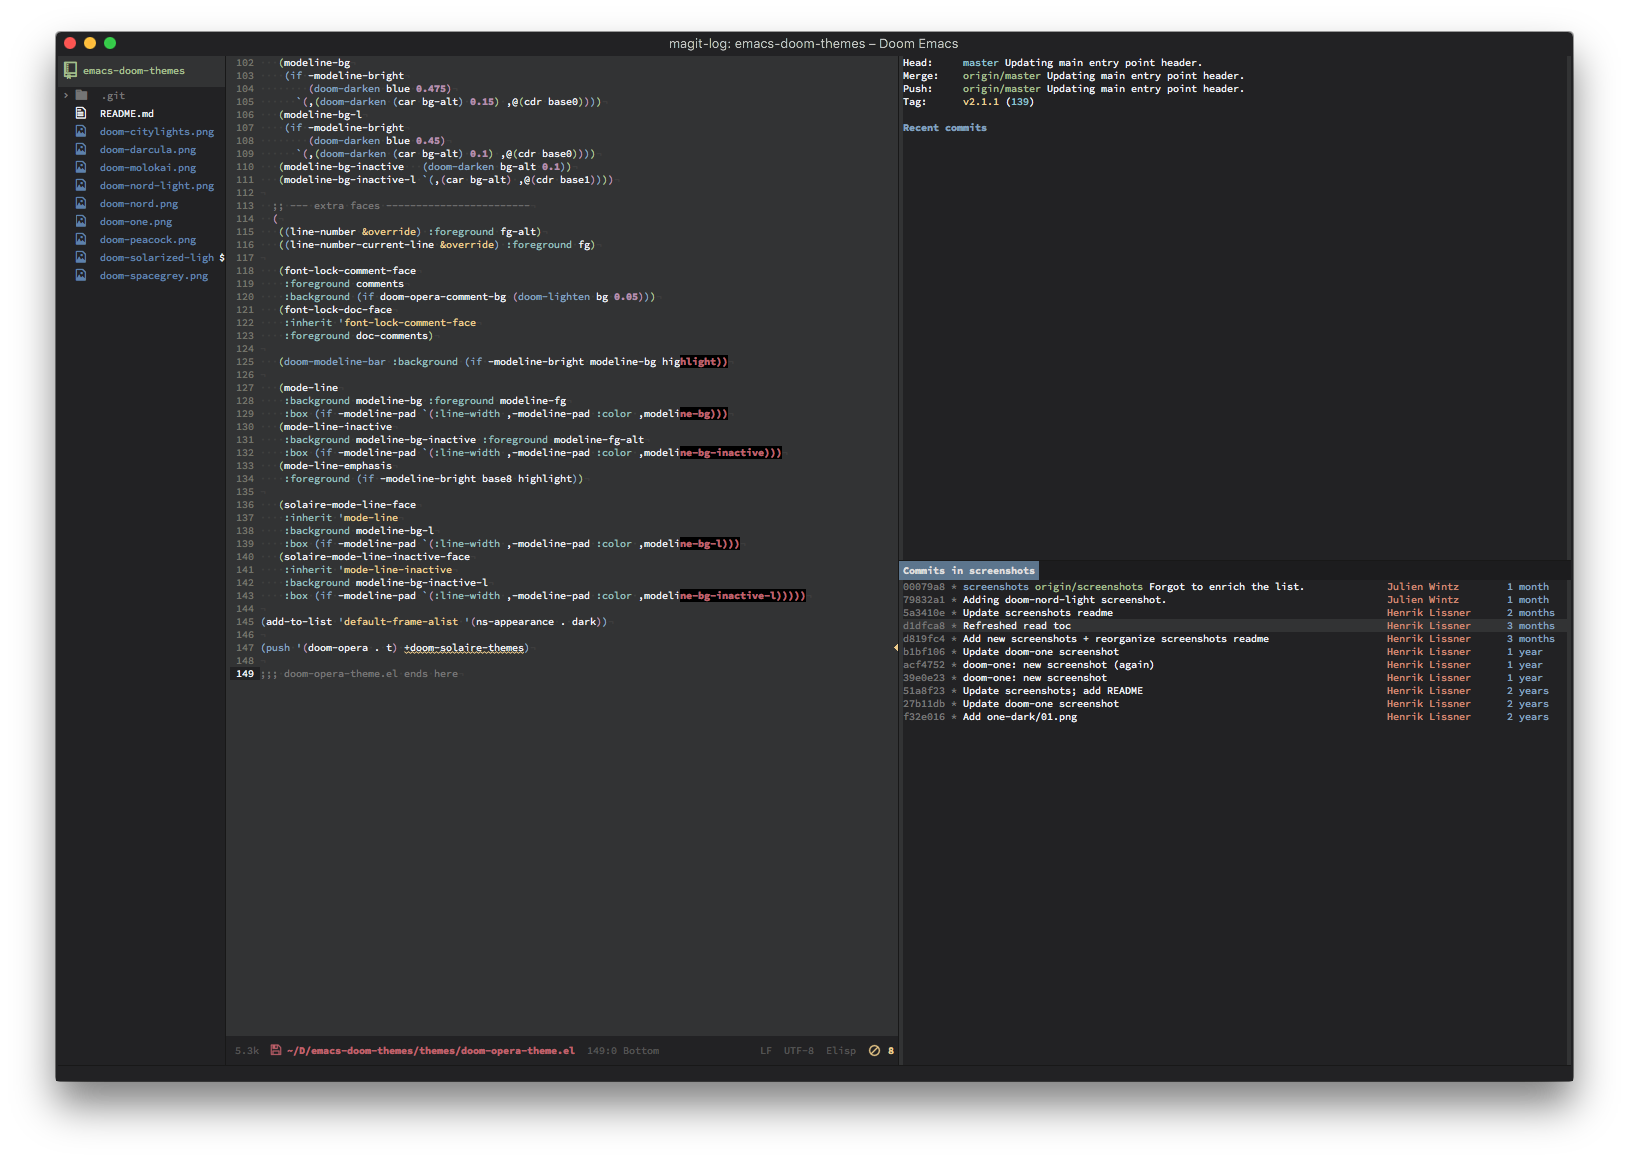 magit-log: emacs-doom-themes – Doom Emacs
emacs-doom-themes
.git
README.md
doom-citylights.png
doom-darcula.png
doom-molokai.png
doom-nord-light.png
doom-nord.png
doom-one.png
doom-peacock.png
doom-solarized-ligh $
doom-spacegrey.png
102 (modeline-bg
103 (if -modeline-bright
104 (doom-darken blue 0.475)
105 `(,(doom-darken (car bg-alt) 0.15) ,@(cdr base0))))
106 (modeline-bg-l
107 (if -modeline-bright
108 (doom-darken blue 0.45)
109 `(,(doom-darken (car bg-alt) 0.1) ,@(cdr base0))))
110 (modeline-bg-inactive (doom-darken bg-alt 0.1))
111 (modeline-bg-inactive-l `(,(car bg-alt) ,@(cdr base1))))
112
113 ;; --- extra faces ------------------------
114 (
115 ((line-number &override) :foreground fg-alt)
116 ((line-number-current-line &override) :foreground fg)
117
118 (font-lock-comment-face
119 :foreground comments
120 :background (if doom-opera-comment-bg (doom-lighten bg 0.05)))
121 (font-lock-doc-face
122 :inherit 'font-lock-comment-face
123 :foreground doc-comments)
124
125 (doom-modeline-bar :background (if -modeline-bright modeline-bg highlight))
126
127 (mode-line
128 :background modeline-bg :foreground modeline-fg
129 :box (if -modeline-pad `(:line-width ,-modeline-pad :color ,modeline-bg)))
130 (mode-line-inactive
131 :background modeline-bg-inactive :foreground modeline-fg-alt
132 :box (if -modeline-pad `(:line-width ,-modeline-pad :color ,modeline-bg-inactive)))
133 (mode-line-emphasis
134 :foreground (if -modeline-bright base8 highlight))
135
136 (solaire-mode-line-face
137 :inherit 'mode-line
138 :background modeline-bg-l
139 :box (if -modeline-pad `(:line-width ,-modeline-pad :color ,modeline-bg-l)))
140 (solaire-mode-line-inactive-face
141 :inherit 'mode-line-inactive
142 :background modeline-bg-inactive-l
143 :box (if -modeline-pad `(:line-width ,-modeline-pad :color ,modeline-bg-inactive-l)))))
144
145 (add-to-list 'default-frame-alist '(ns-appearance . dark))
146
147 (push '(doom-opera . t) +doom-solaire-themes)
148
149 ;;; doom-opera-theme.el ends here
5.3k ~/D/emacs-doom-themes/themes/doom-opera-theme.el 149:0 Bottom LF UTF-8 Elisp 8
Head: master Updating main entry point header.
Merge: origin/master Updating main entry point header.
Push: origin/master Updating main entry point header.
Tag: v2.1.1 (139)
Recent commits
Commits in screenshots
00079a8 * screenshots origin/screenshots Forgot to enrich the list. Julien Wintz 1 month
79832a1 * Adding doom-nord-light screenshot. Julien Wintz 1 month
5a3410e * Update screenshots readme Henrik Lissner 2 months
d1dfca8 * Refreshed read toc Henrik Lissner 3 months
d819fc4 * Add new screenshots + reorganize screenshots readme Henrik Lissner 3 months
b1bf106 * Update doom-one screenshot Henrik Lissner 1 year
acf4752 * doom-one: new screenshot (again) Henrik Lissner 1 year
39e0e23 * doom-one: new screenshot Henrik Lissner 1 year
51a8f23 * Update screenshots; add README Henrik Lissner 2 years
27b11db * Update doom-one screenshot Henrik Lissner 2 years
f32e016 * Add one-dark/01.png Henrik Lissner 2 years